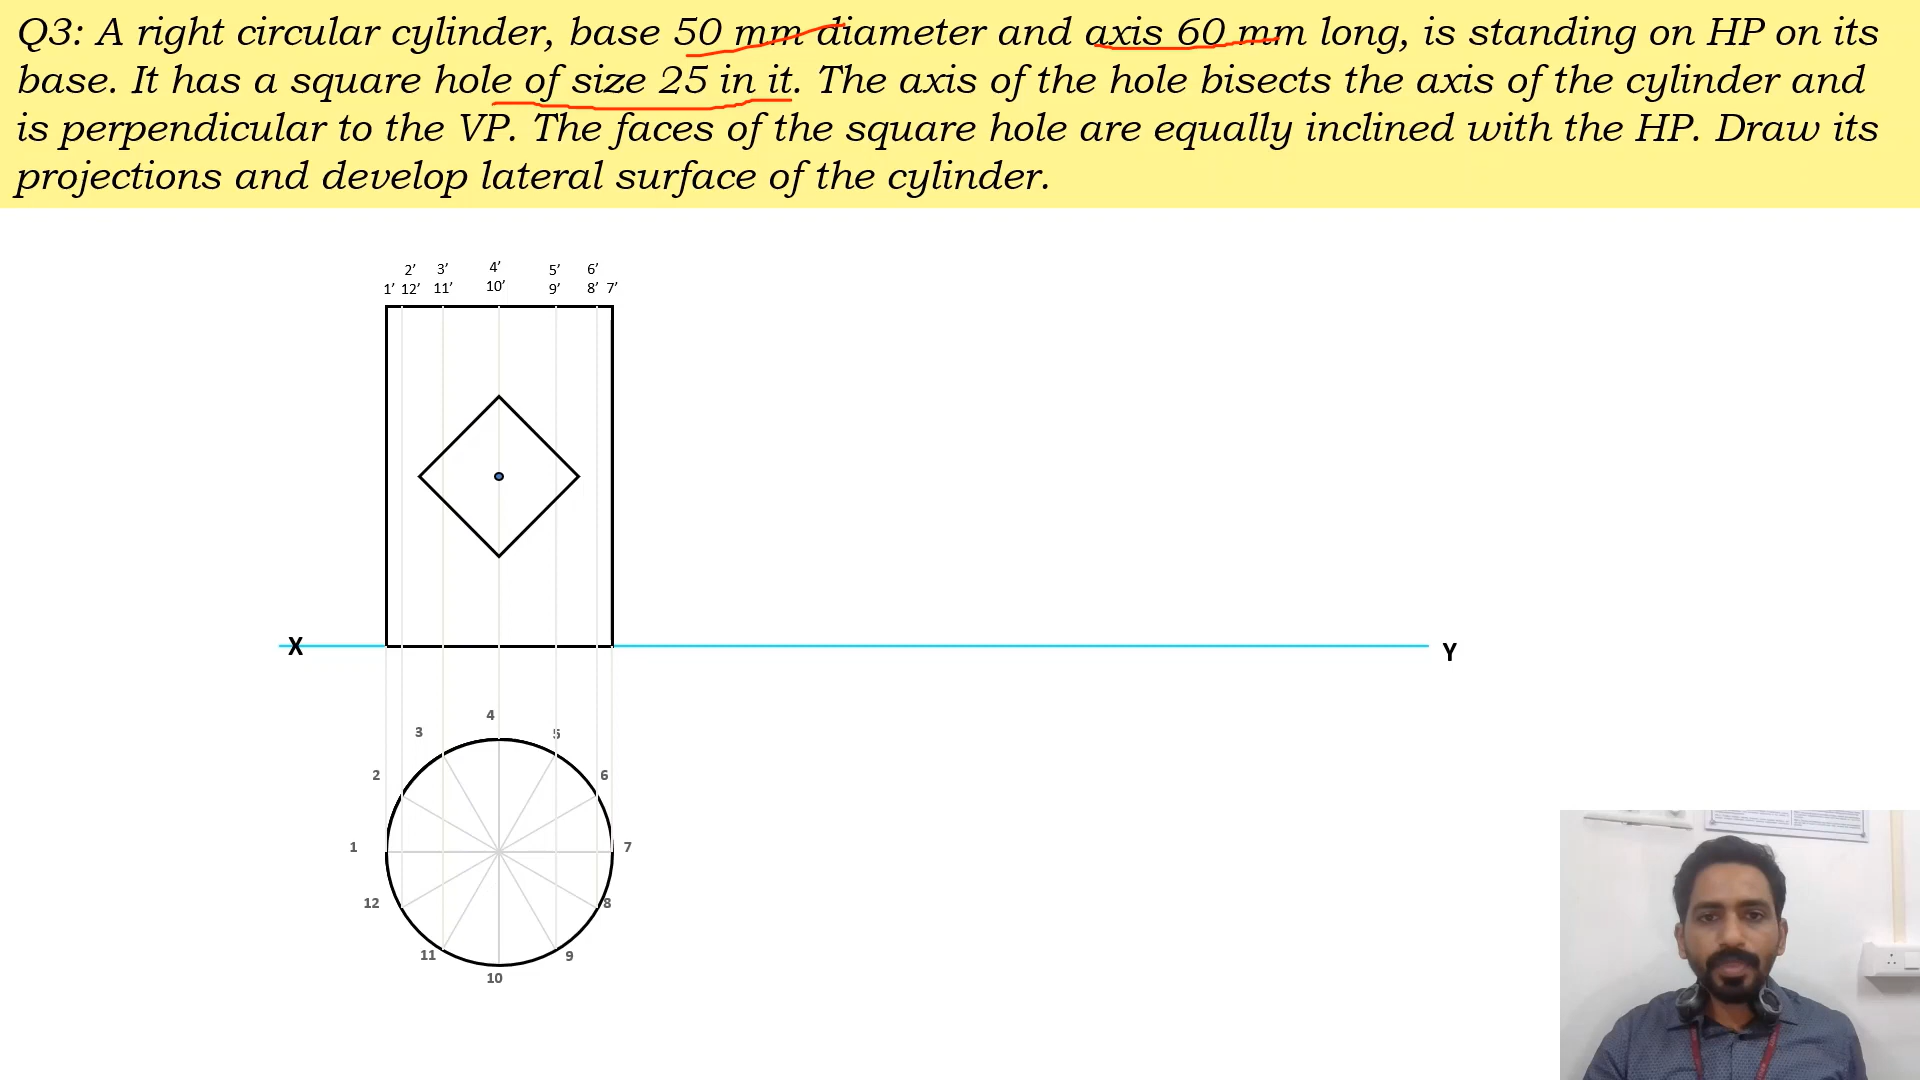 Q3: A right circular cylinder, base 50 mm diameter and axis 60 mm long, is standing on HP on its
base. It has a square hole of size 25 in it. The axis of the hole bisects the axis of the cylinder and
is perpendicular to the VP. The faces of the square hole are equally inclined with the HP. Draw its
projections and develop lateral surface of the cylinder.
2’ 3’ 4’ 5’ 6’
1’ 12’ 11’ 10’ 9’ 8’ 7’
X Y
4
3 5
2 6
1 7
12 8
11 9
10